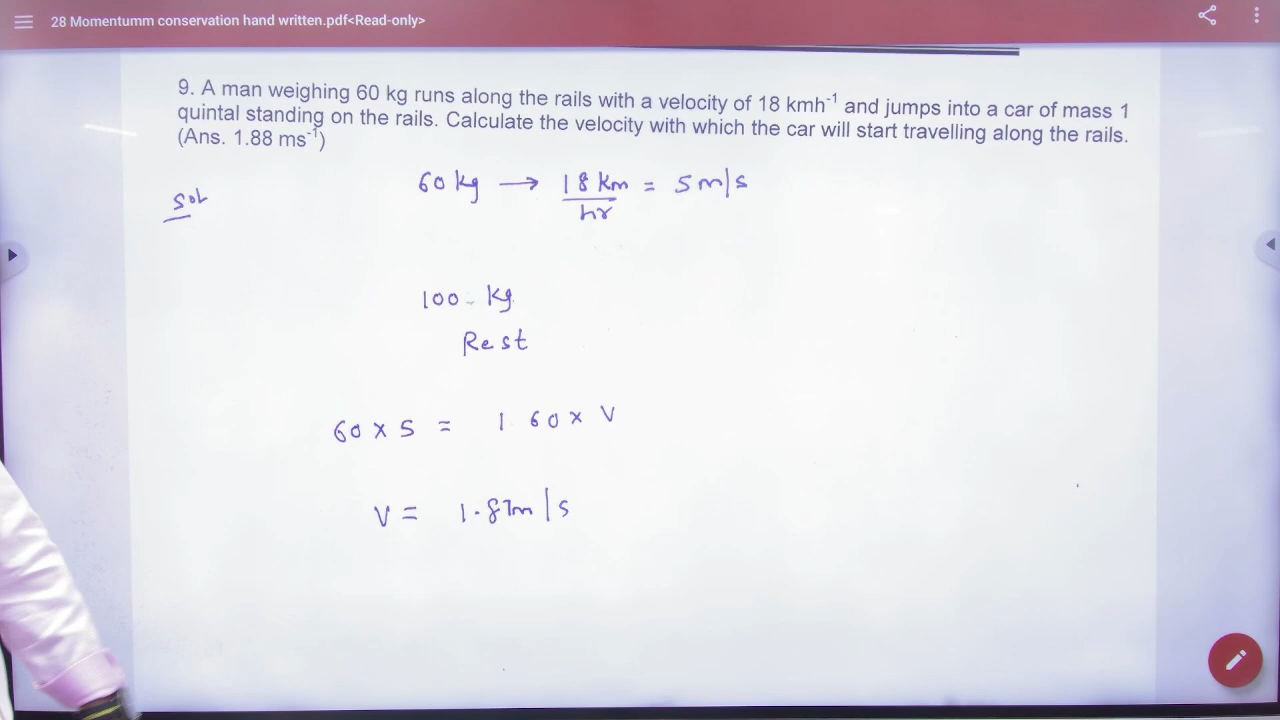 28 Momentumm conservation hand written.pdf<Read-only>
9. A man weighing 60 kg runs along the rails with a velocity of 18 kmh⁻¹ and jumps into a car of mass 1
quintal standing on the rails. Calculate the velocity with which the car will start travelling along the rails.
(Ans. 1.88 ms⁻¹)
Sol
60 kg → 18 km/hr = 5 m/s
100 kg
Rest
60 × 5 = 160 × V
V = 1.87m/s